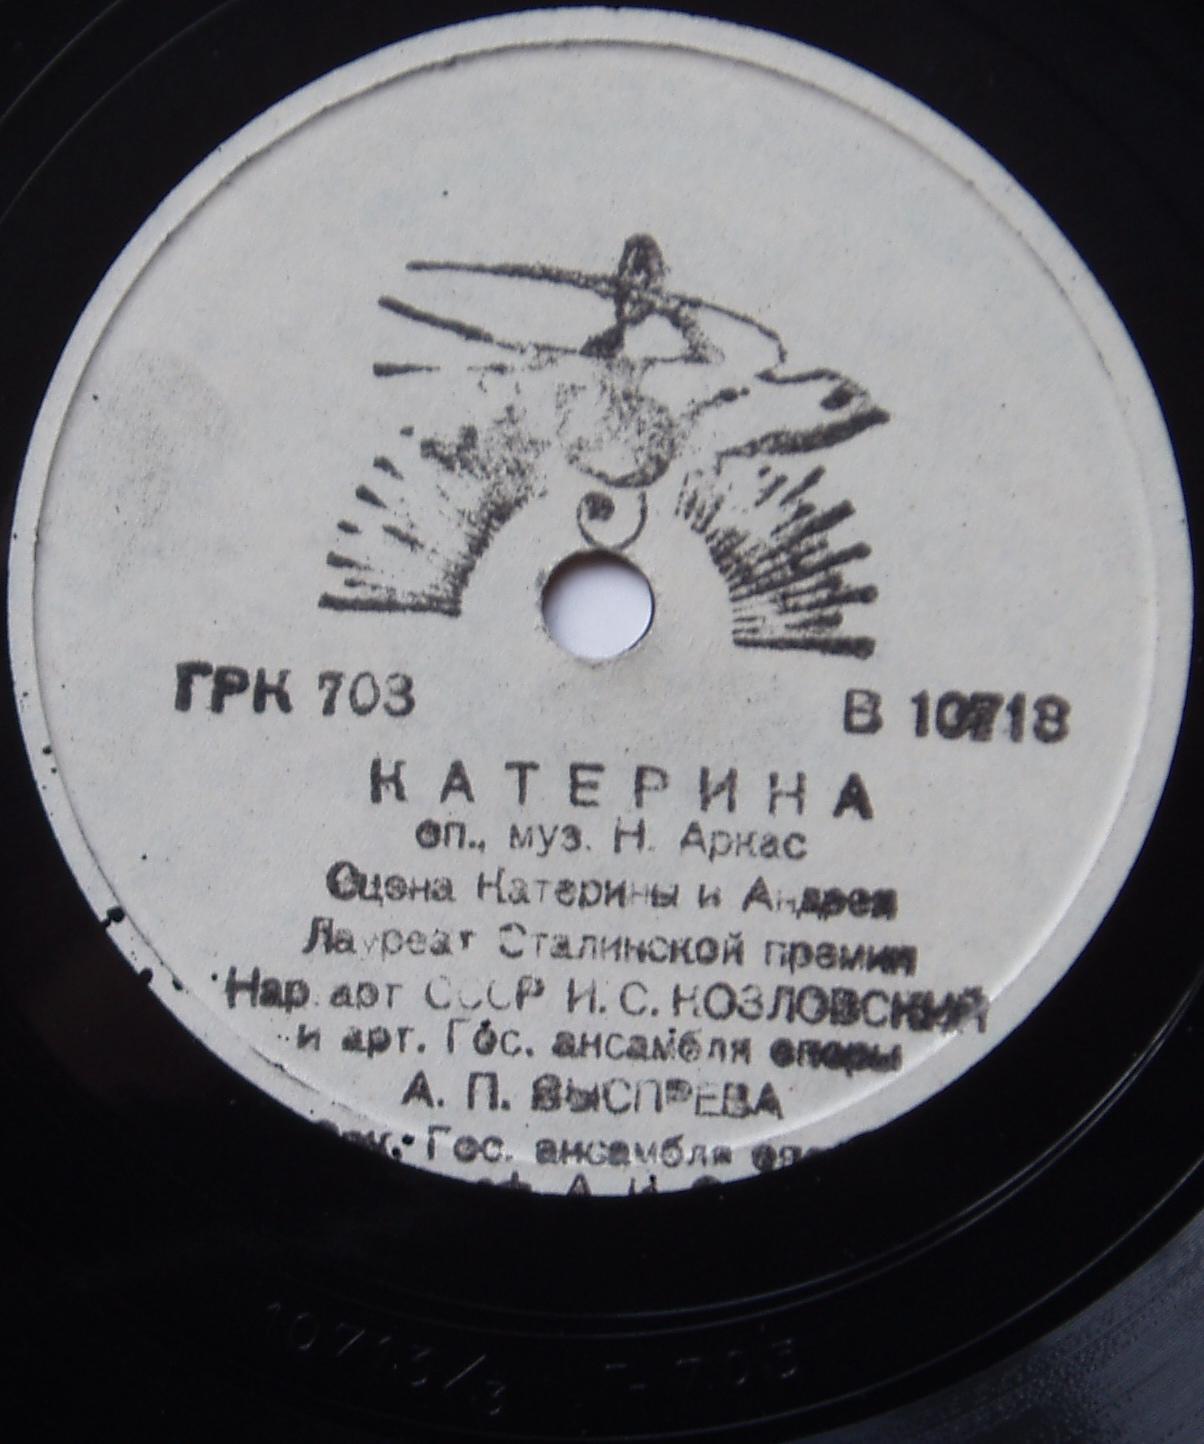 ГРК 703
В 10718
КАТЕРИНА
оп., муз. Н. Аркас
Сцена Катерины и Андрея
Лауреат Сталинской премии
Нар. арт СССР И. С. КОЗЛОВСКИЙ
и арт. Гос. ансамбля оперы
А. П. ВЫСПРЕВА
Гос. ансамбля
А. И.
703